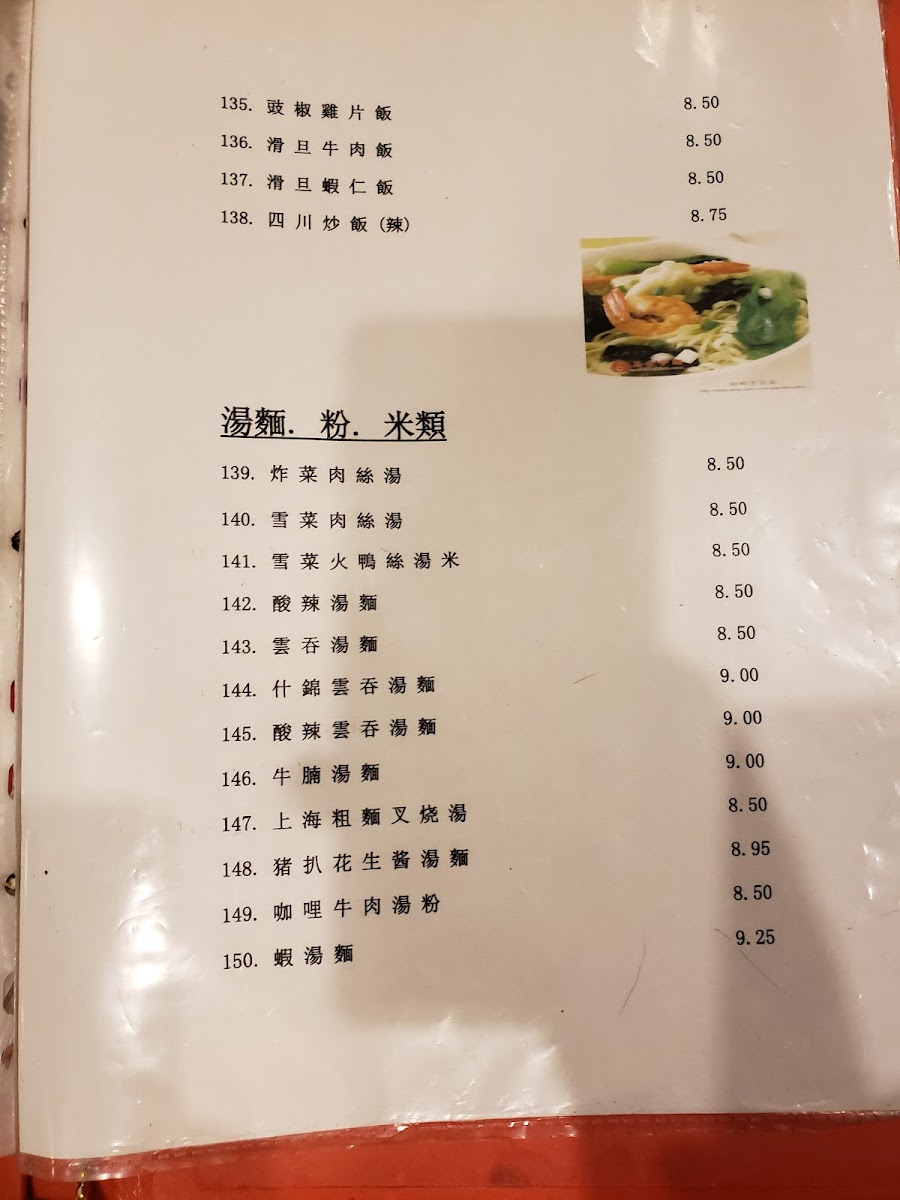 135. 豉椒雞片飯 8.50
136. 滑旦牛肉飯 8.50
137. 滑旦蝦仁飯 8.50
138. 四川炒飯(辣) 8.75
湯麵. 粉. 米類
139. 炸菜肉絲湯 8.50
140. 雪菜肉絲湯 8.50
141. 雪菜火鴨絲湯米 8.50
142. 酸辣湯麵 8.50
143. 雲吞湯麵 8.50
144. 什錦雲吞湯麵 9.00
145. 酸辣雲吞湯麵 9.00
146. 牛腩湯麵 9.00
147. 上海粗麵叉烧湯 8.50
148. 猪扒花生酱湯麵 8.95
149. 咖哩牛肉湯粉 8.50
150. 蝦湯麵 9.25